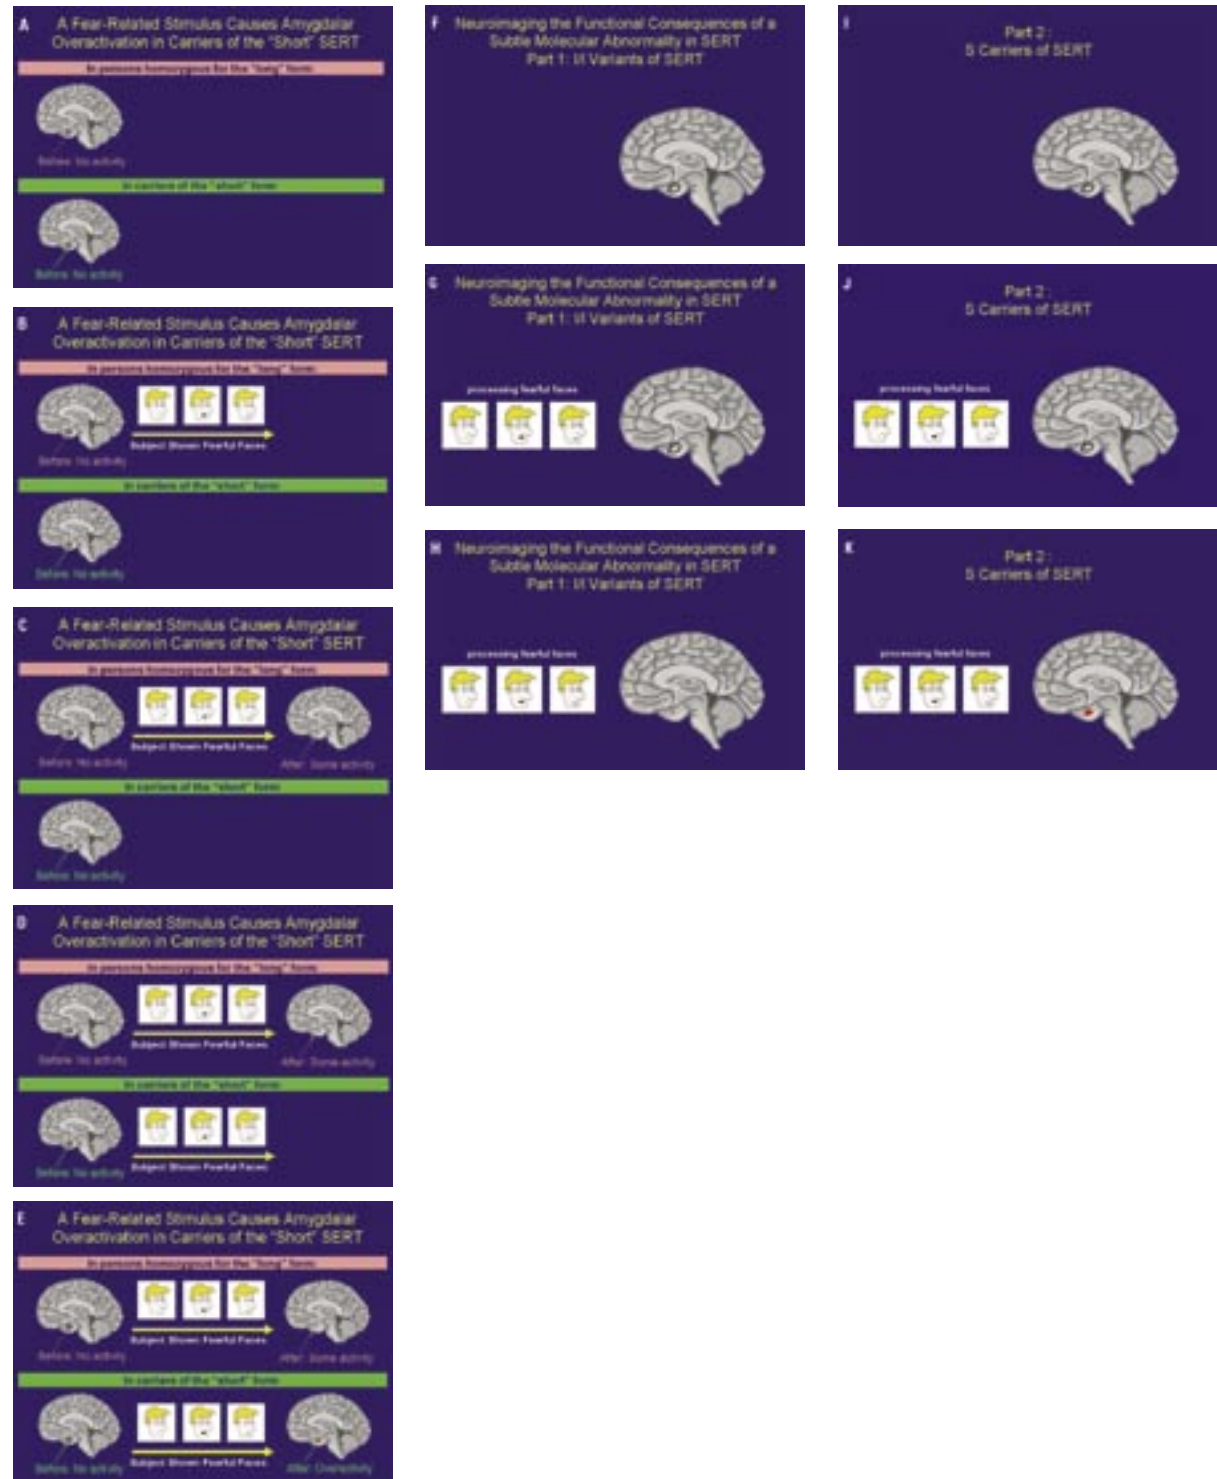 A
A Fear-Related Stimulus Causes Amygdalar
Overactivation in Carriers of the "Short" SERT
In persons homozygous for the "long" form
Before: No activity
In carriers of the "short" form
Before: No activity
B
A Fear-Related Stimulus Causes Amygdalar
Overactivation in Carriers of the "Short" SERT
In persons homozygous for the "long" form
Subject Shown Fearful Faces
Before: No activity
In carriers of the "short" form
Before: No activity
C
A Fear-Related Stimulus Causes Amygdalar
Overactivation in Carriers of the "Short" SERT
In persons homozygous for the "long" form
Subject Shown Fearful Faces
Before: No activity
After: Some activity
In carriers of the "short" form
Before: No activity
D
A Fear-Related Stimulus Causes Amygdalar
Overactivation in Carriers of the "Short" SERT
In persons homozygous for the "long" form
Subject Shown Fearful Faces
Before: No activity
After: Some activity
In carriers of the "short" form
Subject Shown Fearful Faces
Before: No activity
E
A Fear-Related Stimulus Causes Amygdalar
Overactivation in Carriers of the "Short" SERT
In persons homozygous for the "long" form
Subject Shown Fearful Faces
Before: No activity
After: Some activity
In carriers of the "short" form
Subject Shown Fearful Faces
Before: No activity
After: Overactivity
F
Neuroimaging the Functional Consequences of a
Subtle Molecular Abnormality in SERT
Part 1: l/l Variants of SERT
G
Neuroimaging the Functional Consequences of a
Subtle Molecular Abnormality in SERT
Part 1: l/l Variants of SERT
processing fearful faces
H
Neuroimaging the Functional Consequences of a
Subtle Molecular Abnormality in SERT
Part 1: l/l Variants of SERT
processing fearful faces
I
Part 2:
S Carriers of SERT
J
Part 2:
S Carriers of SERT
processing fearful faces
K
Part 2:
S Carriers of SERT
processing fearful faces